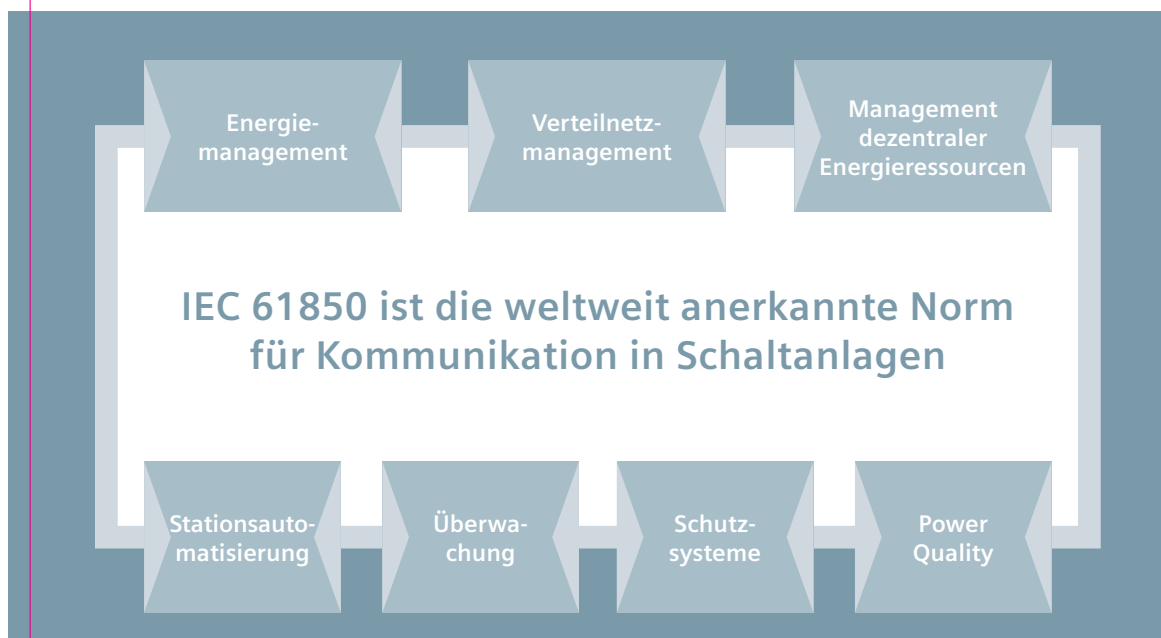 Energie-
management
Verteilnetz-
management
Management
dezentraler
Energieressourcen
IEC 61850 ist die weltweit anerkannte Norm
für Kommunikation in Schaltanlagen
Stationsauto-
matisierung
Überwa-
chung
Schutz-
systeme
Power
Quality